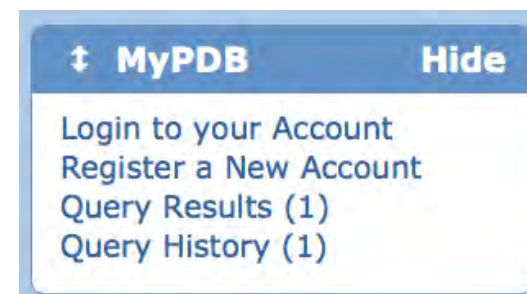 ↕ MyPDB Hide
Login to your Account
Register a New Account
Query Results (1)
Query History (1)